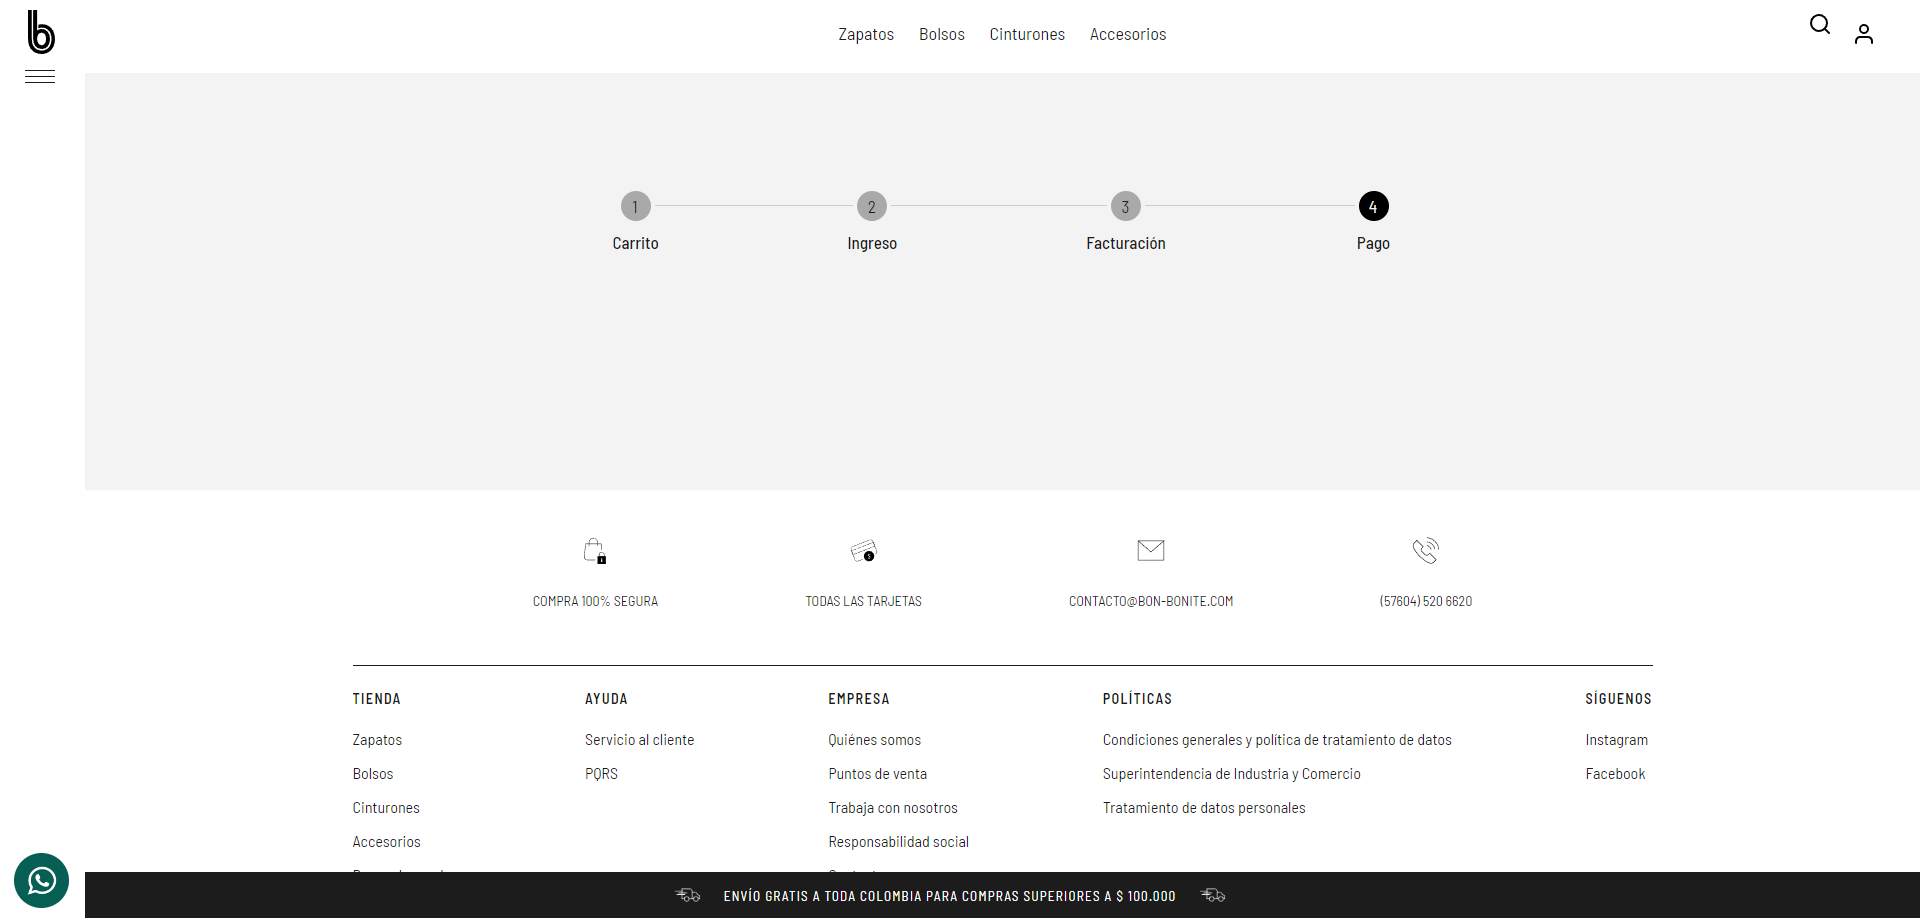 b
Zapatos Bolsos Cinturones Accesorios
1 2 3 4
Carrito Ingreso Facturación Pago
COMPRA 100% SEGURA TODAS LAS TARJETAS CONTACTO@BON-BONITE.COM (57604) 520 6620
TIENDA AYUDA EMPRESA POLÍTICAS SÍGUENOS
Zapatos Servicio al cliente Quiénes somos Condiciones generales y política de tratamiento de datos Instagram
Bolsos PQRS Puntos de venta Superintendencia de Industria y Comercio Facebook
Cinturones Trabaja con nosotros Tratamiento de datos personales
Accesorios Responsabilidad social
ENVÍO GRATIS A TODA COLOMBIA PARA COMPRAS SUPERIORES A $ 100.000